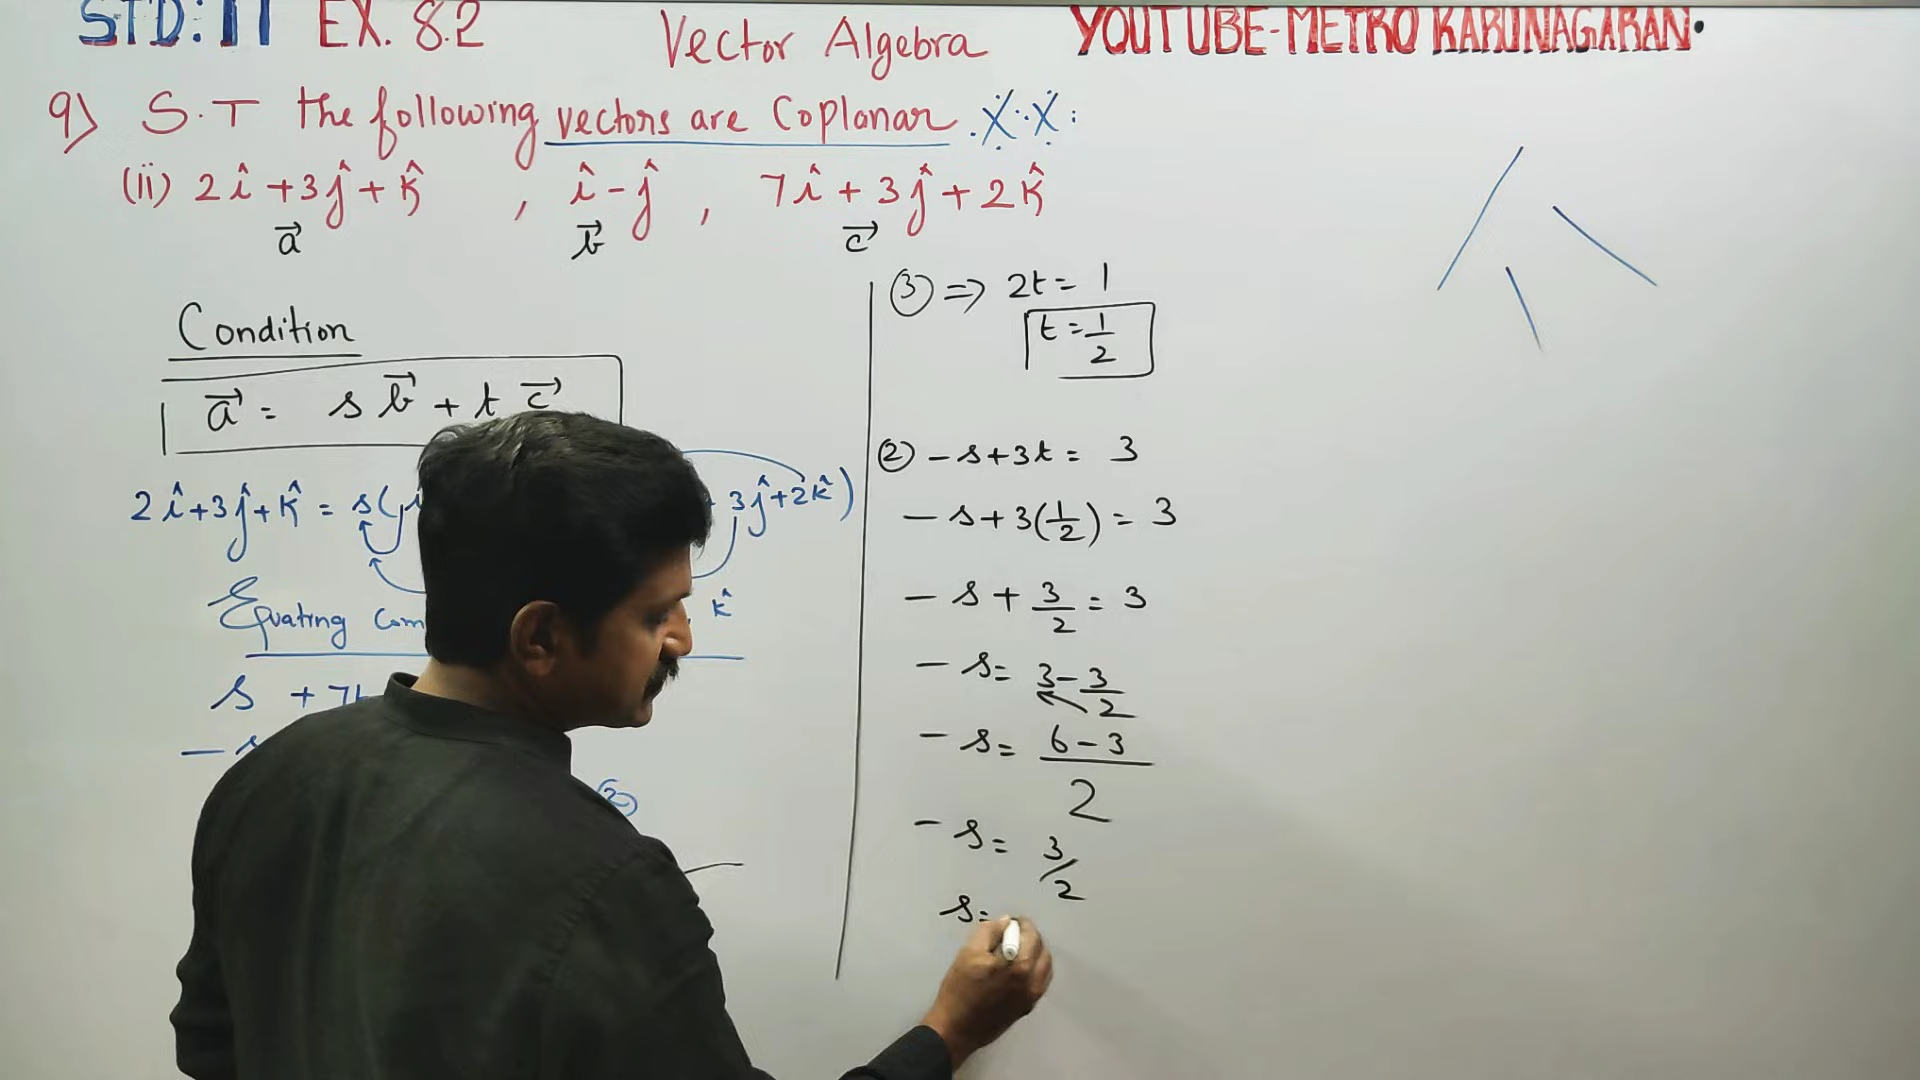 STD: 11 EX. 8.2 Vector Algebra YOUTUBE-METRO KARUNAGARAN.
9) S.T the following vectors are Coplanar.
(ii) 2î + 3ĵ + k̂ , î - ĵ , 7î + 3ĵ + 2k̂
a⃗ b⃗ c⃗
Condition
a⃗ = s b⃗ + t c⃗
2î+3ĵ+k̂ = s( 3ĵ+2k̂)
Equating k̂
s + 7t
- s
(2)
(3) ⇒ 2t = 1
t = 1/2
(2) - s + 3t = 3
- s + 3(1/2) = 3
- s + 3/2 = 3
- s = 3 - 3/2
- s = 6 - 3 / 2
- s = 3/2
s =